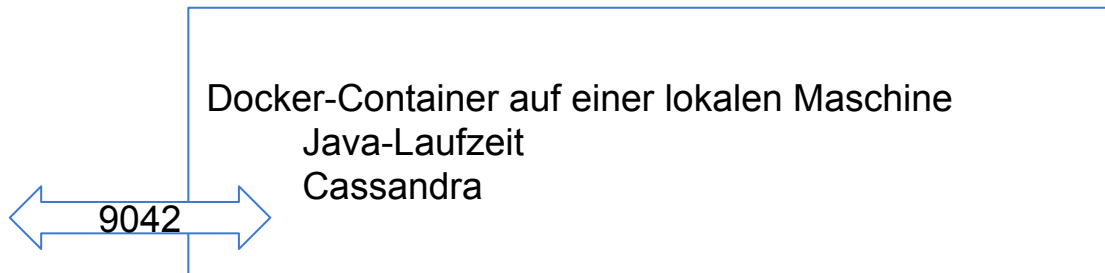 Docker-Container auf einer lokalen Maschine
Java-Laufzeit
Cassandra
9042